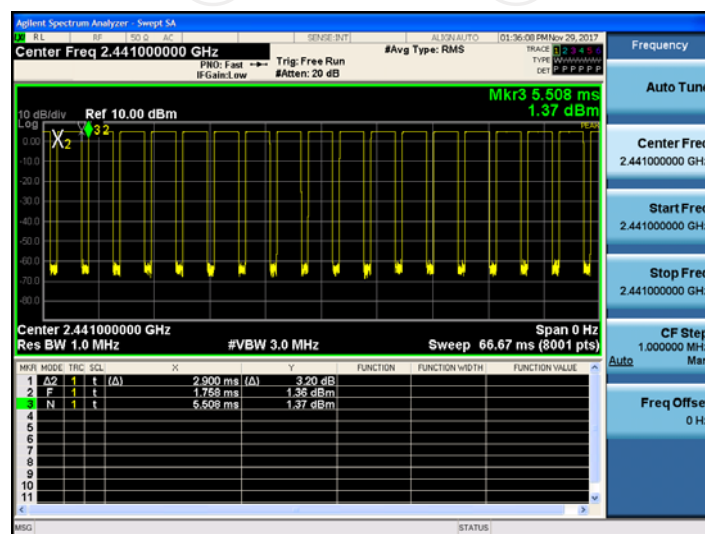 Agilent Spectrum Analyzer - Swept SA
RL RF 50 Ω AC SENSE:INT ALIGN AUTO 01:36:08 PM Nov 29, 2017
Center Freq 2.441000000 GHz
PNO: Fast
IFGain:Low
Trig: Free Run
#Atten: 20 dB
#Avg Type: RMS
TRACE 1 2 3 4 5 6
TYPE WWWWWW
DET P P P P P P
Mkr3 5.508 ms
1.37 dBm
10 dB/div Ref 10.00 dBm
Log
PEAK
0.00
-10.0
-20.0
-30.0
-40.0
-50.0
-60.0
-70.0
-80.0
X2
3 2
Center 2.441000000 GHz Span 0 Hz
Res BW 1.0 MHz #VBW 3.0 MHz Sweep 66.67 ms (8001 pts)
MKR MODE TRC SCL X Y FUNCTION FUNCTION WIDTH FUNCTION VALUE
1 Δ2 1 t (Δ) 2.900 ms (Δ) 3.20 dB
2 F 1 t 1.758 ms 1.36 dBm
3 N 1 t 5.508 ms 1.37 dBm
4
5
6
7
8
9
10
11
MSG STATUS
Frequency
Auto Tune
Center Freq
2.441000000 GHz
Start Freq
2.441000000 GHz
Stop Freq
2.441000000 GHz
CF Step
1.000000 MHz
Auto Man
Freq Offset
0 Hz